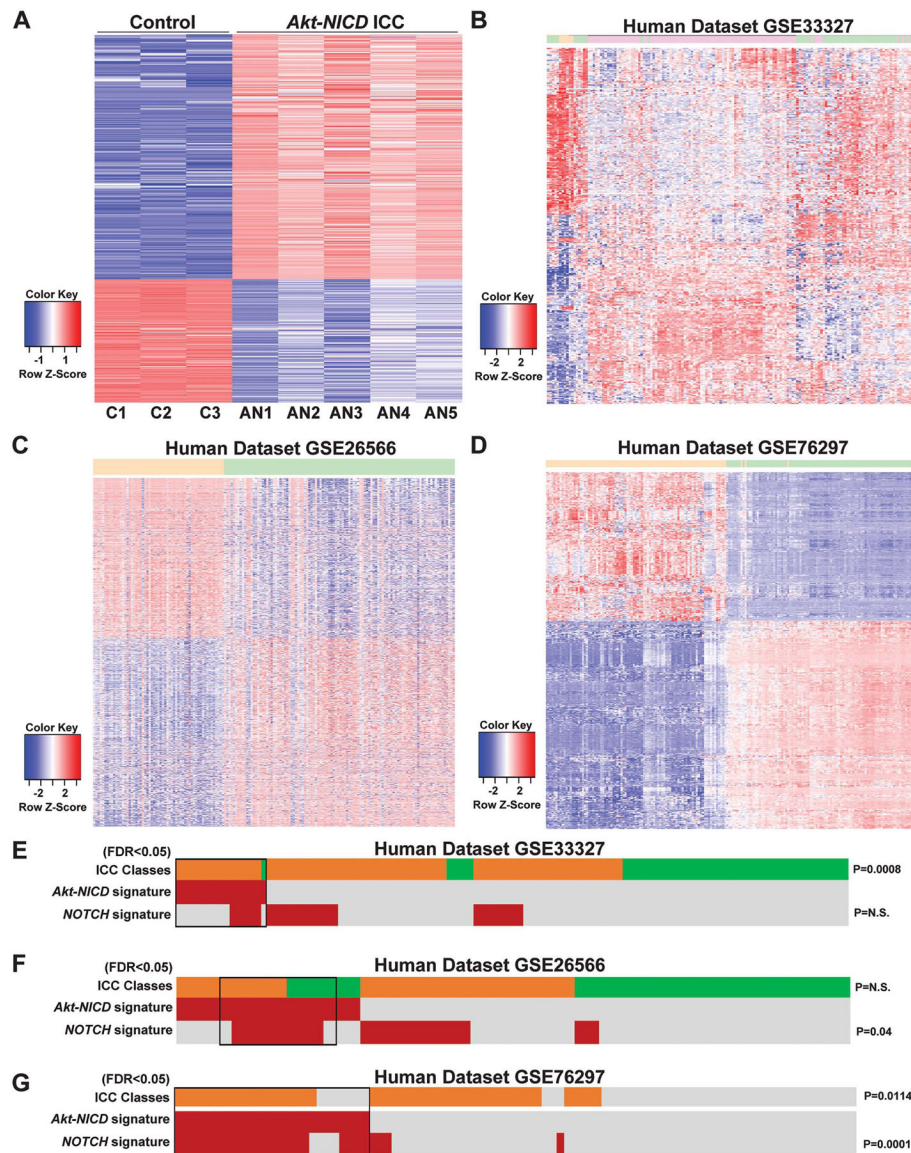 A
Control
Akt-NICD ICC
Color Key
-1
1
Row Z-Score
C1
C2
C3
AN1
AN2
AN3
AN4
AN5
B
Human Dataset GSE33327
Color Key
-2
2
Row Z-Score
C
Human Dataset GSE26566
Color Key
-2
2
Row Z-Score
D
Human Dataset GSE76297
Color Key
-2
2
Row Z-Score
E
Human Dataset GSE33327
(FDR<0.05)
ICC Classes
P=0.0008
Akt-NICD signature
NOTCH signature
P=N.S.
F
Human Dataset GSE26566
(FDR<0.05)
ICC Classes
P=N.S.
Akt-NICD signature
NOTCH signature
P=0.04
G
Human Dataset GSE76297
(FDR<0.05)
ICC Classes
P=0.0114
Akt-NICD signature
NOTCH signature
P=0.0001